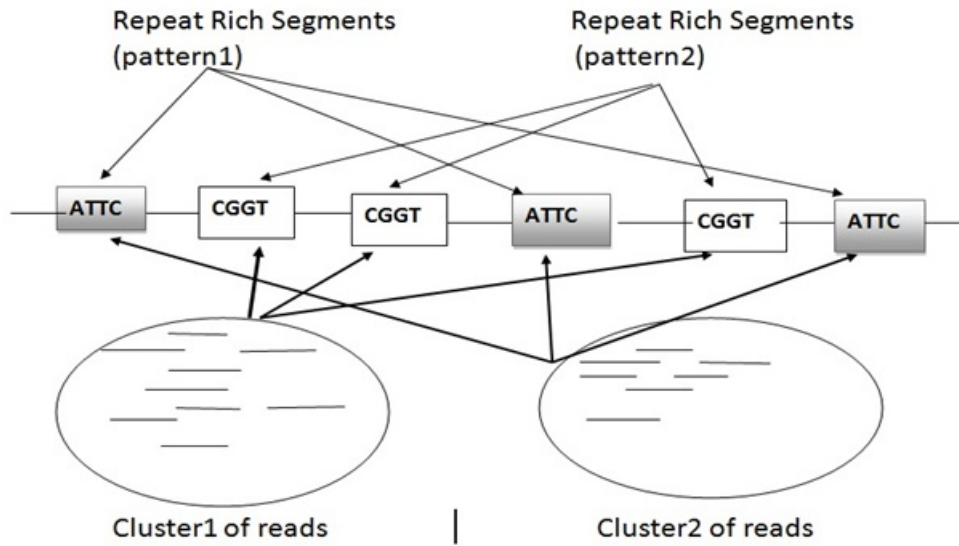 Repeat Rich Segments
(pattern1)
Repeat Rich Segments
(pattern2)
ATTC
CGGT
CGGT
ATTC
CGGT
ATTC
Cluster1 of reads
Cluster2 of reads